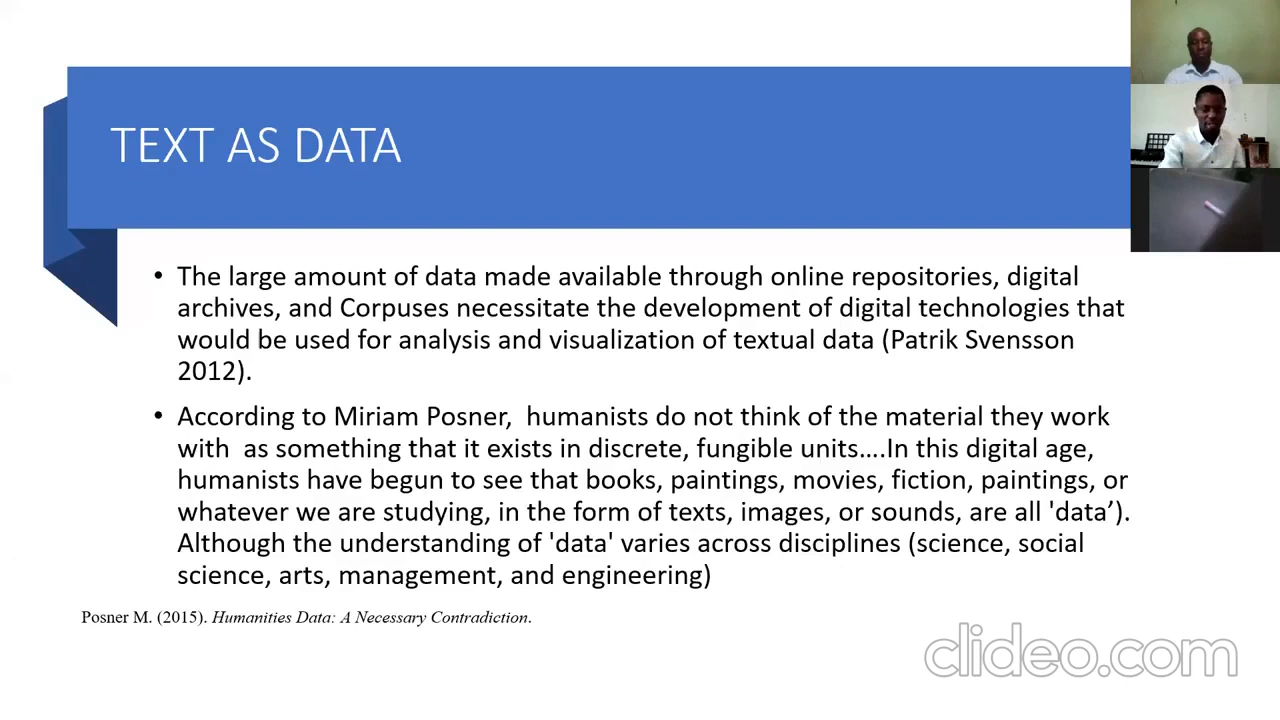 TEXT AS DATA
• The large amount of data made available through online repositories, digital
archives, and Corpuses necessitate the development of digital technologies that
would be used for analysis and visualization of textual data (Patrik Svensson
2012).
• According to Miriam Posner,  humanists do not think of the material they work
with  as something that it exists in discrete, fungible units….In this digital age,
humanists have begun to see that books, paintings, movies, fiction, paintings, or
whatever we are studying, in the form of texts, images, or sounds, are all 'data’).
Although the understanding of 'data' varies across disciplines (science, social
science, arts, management, and engineering)
Posner M. (2015). Humanities Data: A Necessary Contradiction.
clideo.com